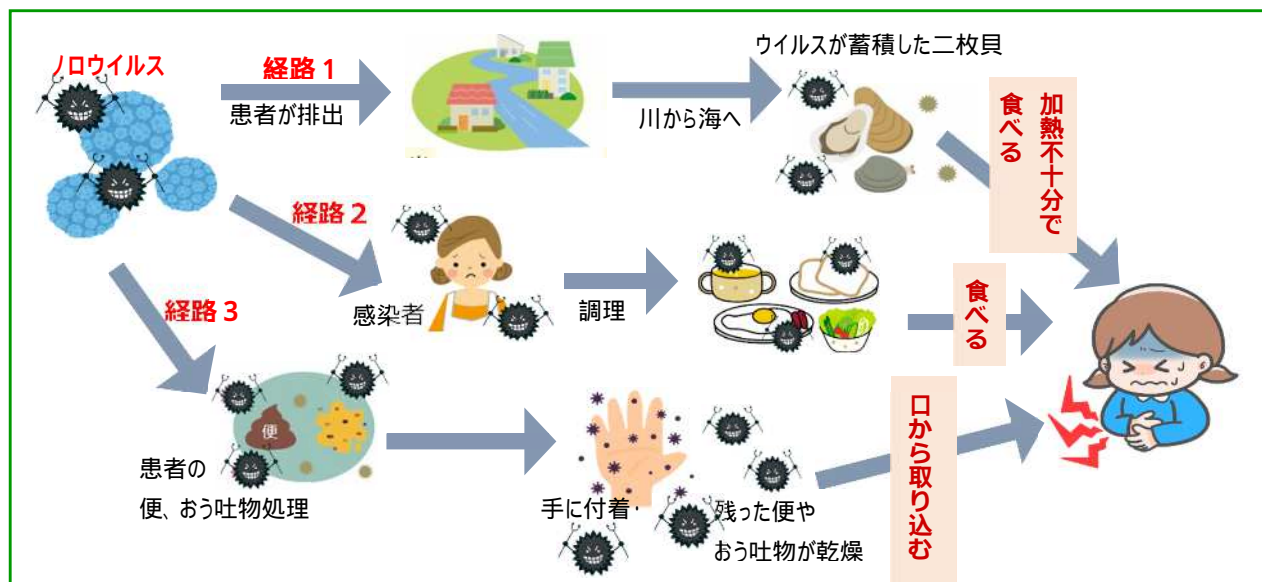 ノロウイルス
経路１
患者が排出
川から海へ
ウイルスが蓄積した二枚貝
加熱不十分で
食べる
経路２
感染者
調理
食べる
経路３
便
患者の
便、おう吐物処理
手に付着・
残った便や
おう吐物が乾燥
口から取り込む